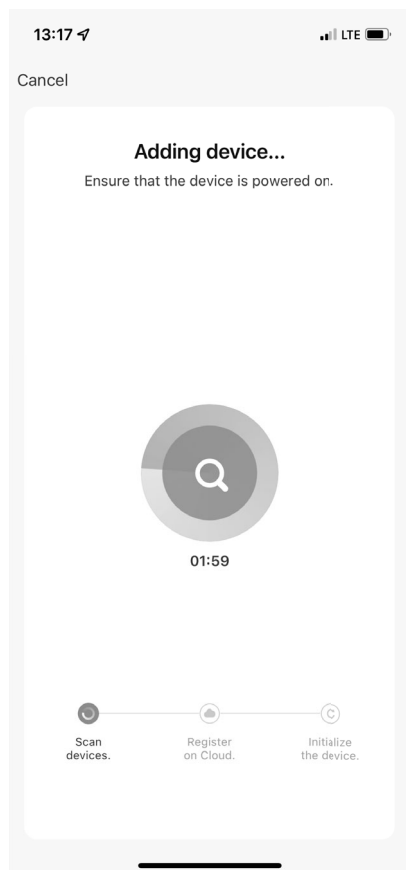 13:17
LTE
Cancel
Adding device...
Ensure that the device is powered on.
01:59
Scan
devices.
Register
on Cloud.
Initialize
the device.